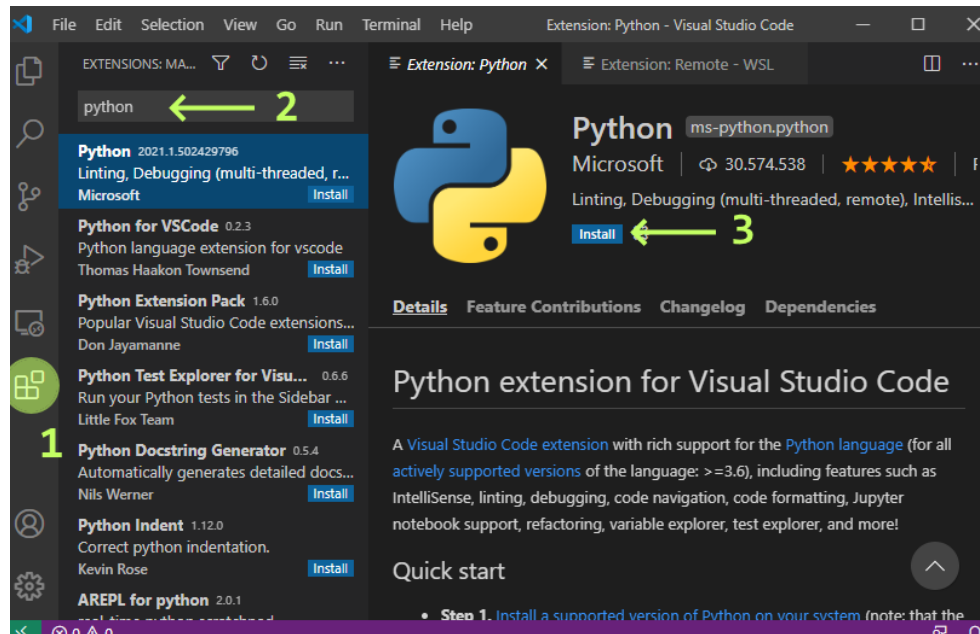 File Edit Selection View Go Run Terminal Help Extension: Python - Visual Studio Code
EXTENSIONS: MA...
python
2
Python 2021.1.502429796
Linting, Debugging (multi-threaded, r...
Microsoft Install
Python for VSCode 0.2.3
Python language extension for vscode
Thomas Haakon Townsend Install
Python Extension Pack 1.6.0
Popular Visual Studio Code extensions...
Don Jayamanne Install
Python Test Explorer for Visu... 0.6.6
Run your Python tests in the Sidebar ...
Little Fox Team Install
1
Python Docstring Generator 0.5.4
Automatically generates detailed docs...
Nils Werner Install
Python Indent 1.12.0
Correct python indentation.
Kevin Rose Install
AREPL for python 2.0.1
Extension: Python Extension: Remote - WSL
Python ms-python.python
Microsoft 30.574.538
Linting, Debugging (multi-threaded, remote), Intellis...
Install 3
Details Feature Contributions Changelog Dependencies
Python extension for Visual Studio Code
A Visual Studio Code extension with rich support for the Python language (for all
actively supported versions of the language: >=3.6), including features such as
IntelliSense, linting, debugging, code navigation, code formatting, Jupyter
notebook support, refactoring, variable explorer, test explorer, and more!
Quick start
• Step 1. Install a supported version of Python on your system (note: that the
0 0